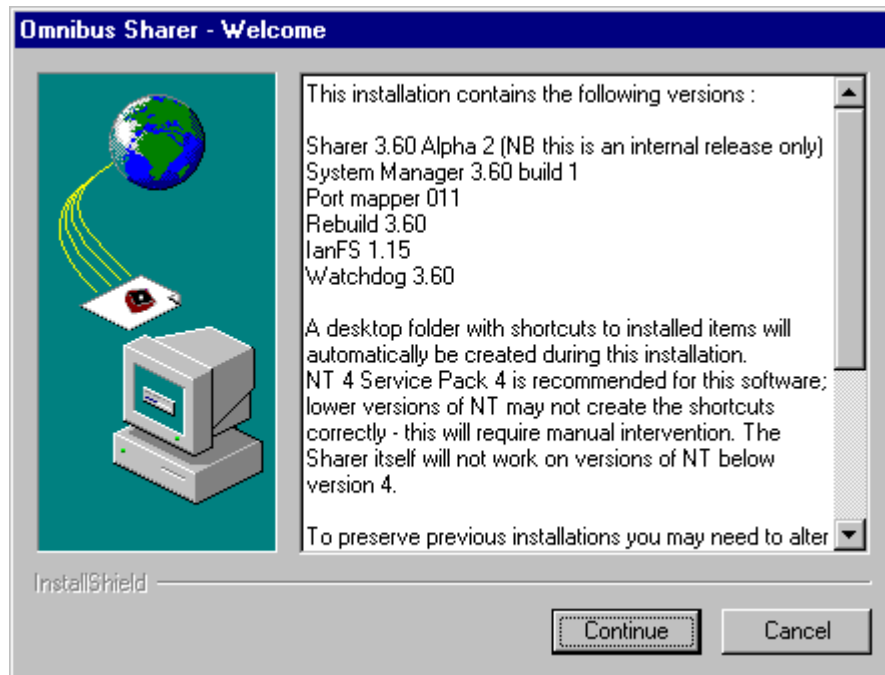 Omnibus Sharer - Welcome
This installation contains the following versions :
Sharer 3.60 Alpha 2 (NB this is an internal release only)
System Manager 3.60 build 1
Port mapper 011
Rebuild 3.60
IanFS 1.15
Watchdog 3.60
A desktop folder with shortcuts to installed items will
automatically be created during this installation.
NT 4 Service Pack 4 is recommended for this software;
lower versions of NT may not create the shortcuts
correctly - this will require manual intervention. The
Sharer itself will not work on versions of NT below
version 4.
To preserve previous installations you may need to alter
InstallShield
Continue
Cancel